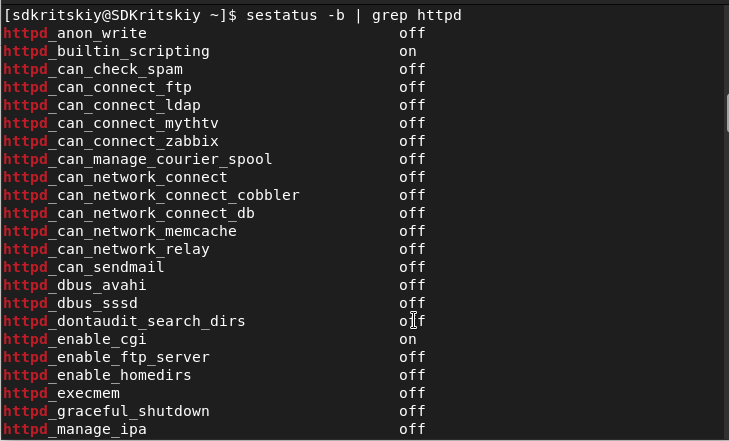 [sdkritskiy@SDKritskiy ~]$ sestatus -b | grep httpd
httpd_anon_write                            off
httpd_builtin_scripting                     on
httpd_can_check_spam                        off
httpd_can_connect_ftp                       off
httpd_can_connect_ldap                      off
httpd_can_connect_mythtv                    off
httpd_can_connect_zabbix                    off
httpd_can_manage_courier_spool              off
httpd_can_network_connect                   off
httpd_can_network_connect_cobbler           off
httpd_can_network_connect_db                off
httpd_can_network_memcache                  off
httpd_can_network_relay                     off
httpd_can_sendmail                          off
httpd_dbus_avahi                            off
httpd_dbus_sssd                             off
httpd_dontaudit_search_dirs                 off
httpd_enable_cgi                            on
httpd_enable_ftp_server                     off
httpd_enable_homedirs                       off
httpd_execmem                               off
httpd_graceful_shutdown                     off
httpd_manage_ipa                            off